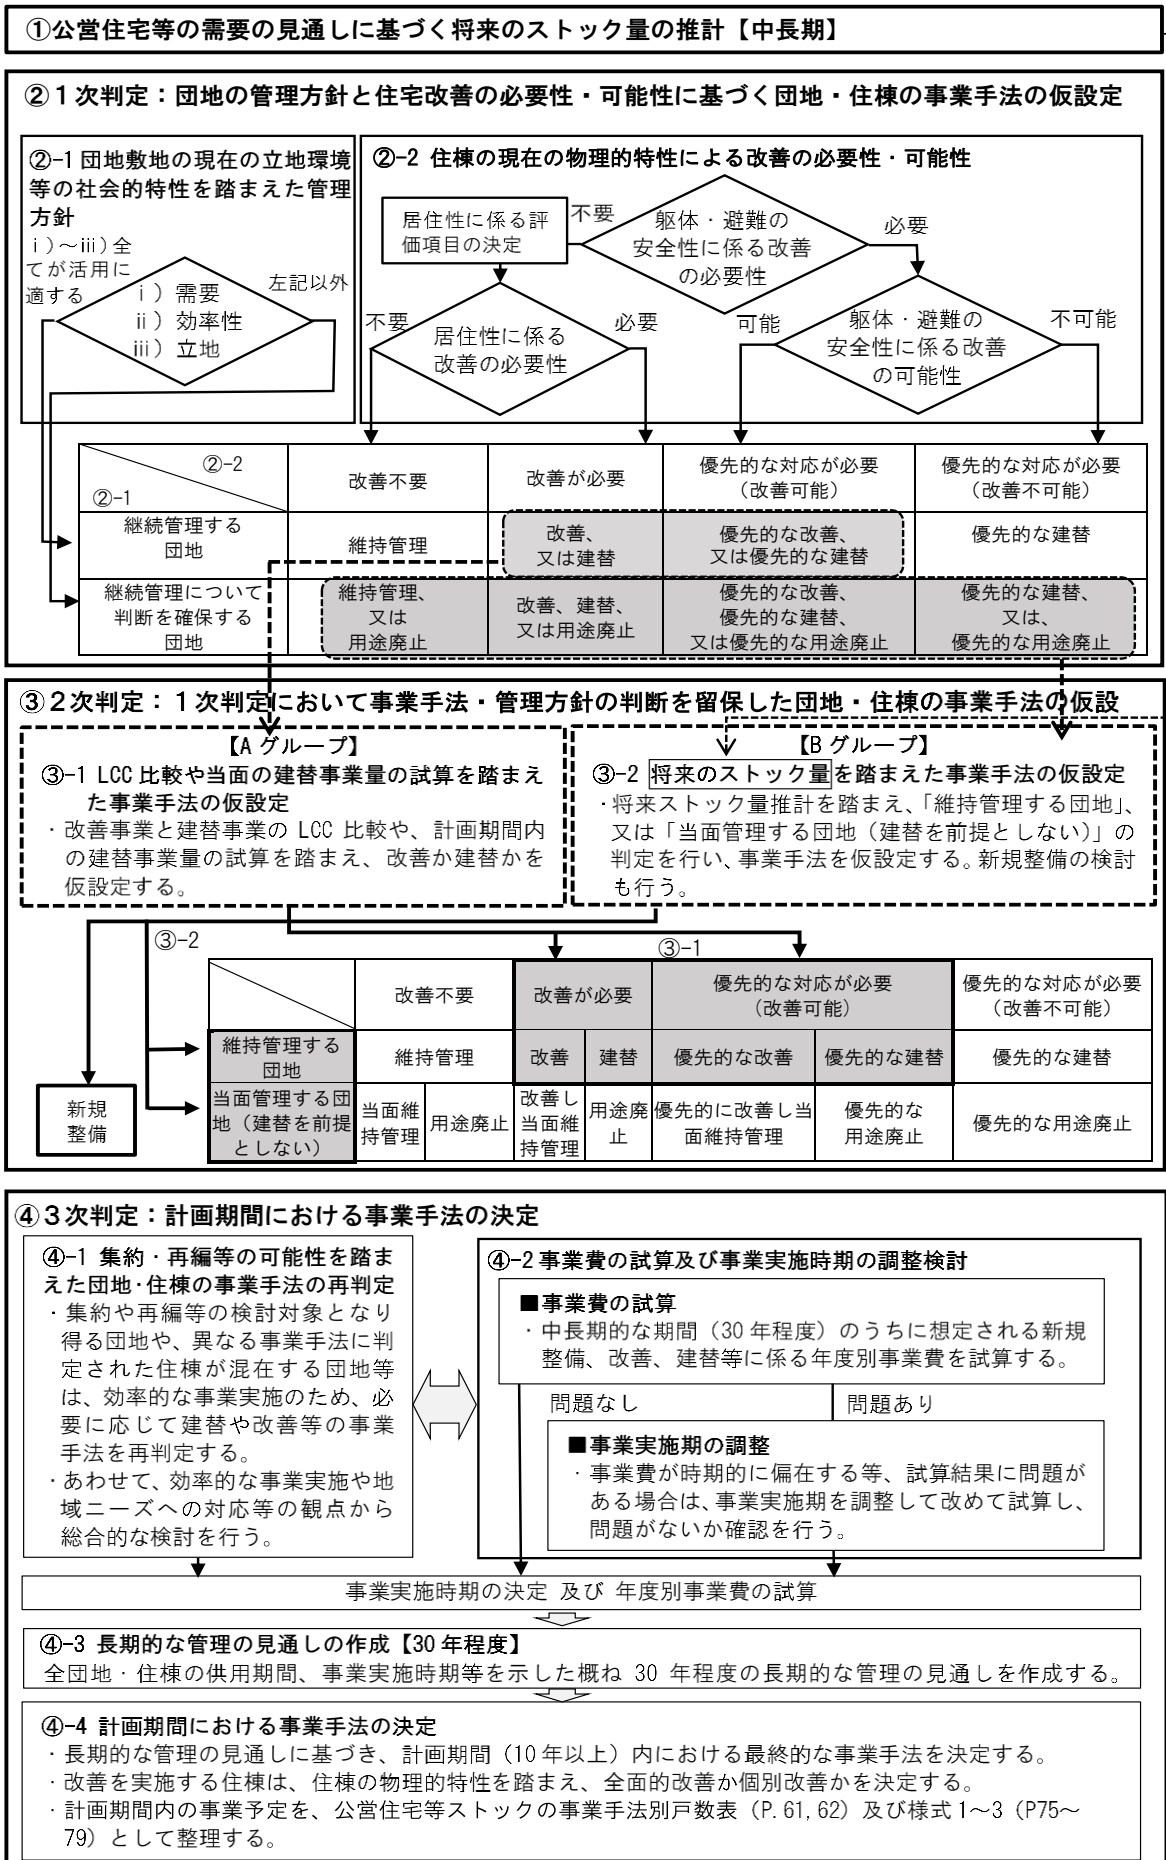 ①公営住宅等の需要の見通しに基づく将来のストック量の推計【中長期】
②１次判定：団地の管理方針と住宅改善の必要性・可能性に基づく団地・住棟の事業手法の仮設定
②-1 団地敷地の現在の立地環境
等の社会的特性を踏まえた管理
方針
ⅰ）～ⅲ）全
てが活用に
適する
左記以外
ⅰ ）需要
ⅱ ）効率性
ⅲ ）立地
②-2 住棟の現在の物理的特性による改善の必要性・可能性
居住性に係る評
価項目の決定
不要
躯体・避難の
安全性に係る改善
の必要性
必要
不要
居住性に係る
改善の必要性
必要
可能
躯体・避難の
安全性に係る改善
の可能性
不可能
②-2
②-1
改善不要
改善が必要
優先的な対応が必要
（改善可能）
優先的な対応が必要
（改善不可能）
継続管理する
団地
維持管理
改善、
又は建替
優先的な改善、
又は優先的な建替
優先的な建替
継続管理について
判断を確保する
団地
維持管理、
又は
用途廃止
改善、建替、
又は用途廃止
優先的な改善、
優先的な建替、
又は優先的な用途廃止
優先的な建替、
又は、
優先的な用途廃止
③２次判定：１次判定において事業手法・管理方針の判断を留保した団地・住棟の事業手法の仮設
【A グループ】
③-1 LCC 比較や当面の建替事業量の試算を踏まえ
た事業手法の仮設定
・改善事業と建替事業の LCC 比較や、計画期間内
の建替事業量の試算を踏まえ、改善か建替かを
仮設定する。
【B グループ】
③-2 将来のストック量を踏まえた事業手法の仮設定
・将来ストック量推計を踏まえ、「維持管理する団地」、
又は「当面管理する団地（建替を前提としない）」の
判定を行い、事業手法を仮設定する。新規整備の検討
も行う。
③-2
③-1
改善不要
改善が必要
優先的な対応が必要
（改善可能）
優先的な対応が必要
（改善不可能）
維持管理する
団地
維持管理
改善
建替
優先的な改善
優先的な建替
優先的な建替
新規
整備
当面管理する団
地（建替を前提
としない）
当面維
持管理
用途廃止
改善し
当面維
持管理
用途廃
止
優先的に改善し当
面維持管理
優先的な
用途廃止
優先的な用途廃止
④３次判定：計画期間における事業手法の決定
④-1 集約・再編等の可能性を踏ま
えた団地･住棟の事業手法の再判定
・集約や再編等の検討対象となり
得る団地や、異なる事業手法に判
定された住棟が混在する団地等
は、効率的な事業実施のため、必
要に応じて建替や改善等の事業
手法を再判定する。
・あわせて、効率的な事業実施や地
域ニーズへの対応等の観点から
総合的な検討を行う。
④-2 事業費の試算及び事業実施時期の調整検討
■事業費の試算
・中長期的な期間（30 年程度）のうちに想定される新規
整備、改善、建替等に係る年度別事業費を試算する。
問題なし
問題あり
■事業実施期の調整
・事業費が時期的に偏在する等、試算結果に問題が
ある場合は、事業実施期を調整して改めて試算し、
問題がないか確認を行う。
事業実施時期の決定 及び 年度別事業費の試算
④-3 長期的な管理の見通しの作成【30 年程度】
全団地・住棟の供用期間、事業実施時期等を示した概ね 30 年程度の長期的な管理の見通しを作成する。
④-4 計画期間における事業手法の決定
・長期的な管理の見通しに基づき、計画期間（10 年以上）内における最終的な事業手法を決定する。
・改善を実施する住棟は、住棟の物理的特性を踏まえ、全面的改善か個別改善かを決定する。
・計画期間内の事業予定を、公営住宅等ストックの事業手法別戸数表（P. 61, 62）及び様式 1～3（P75～
79）として整理する。